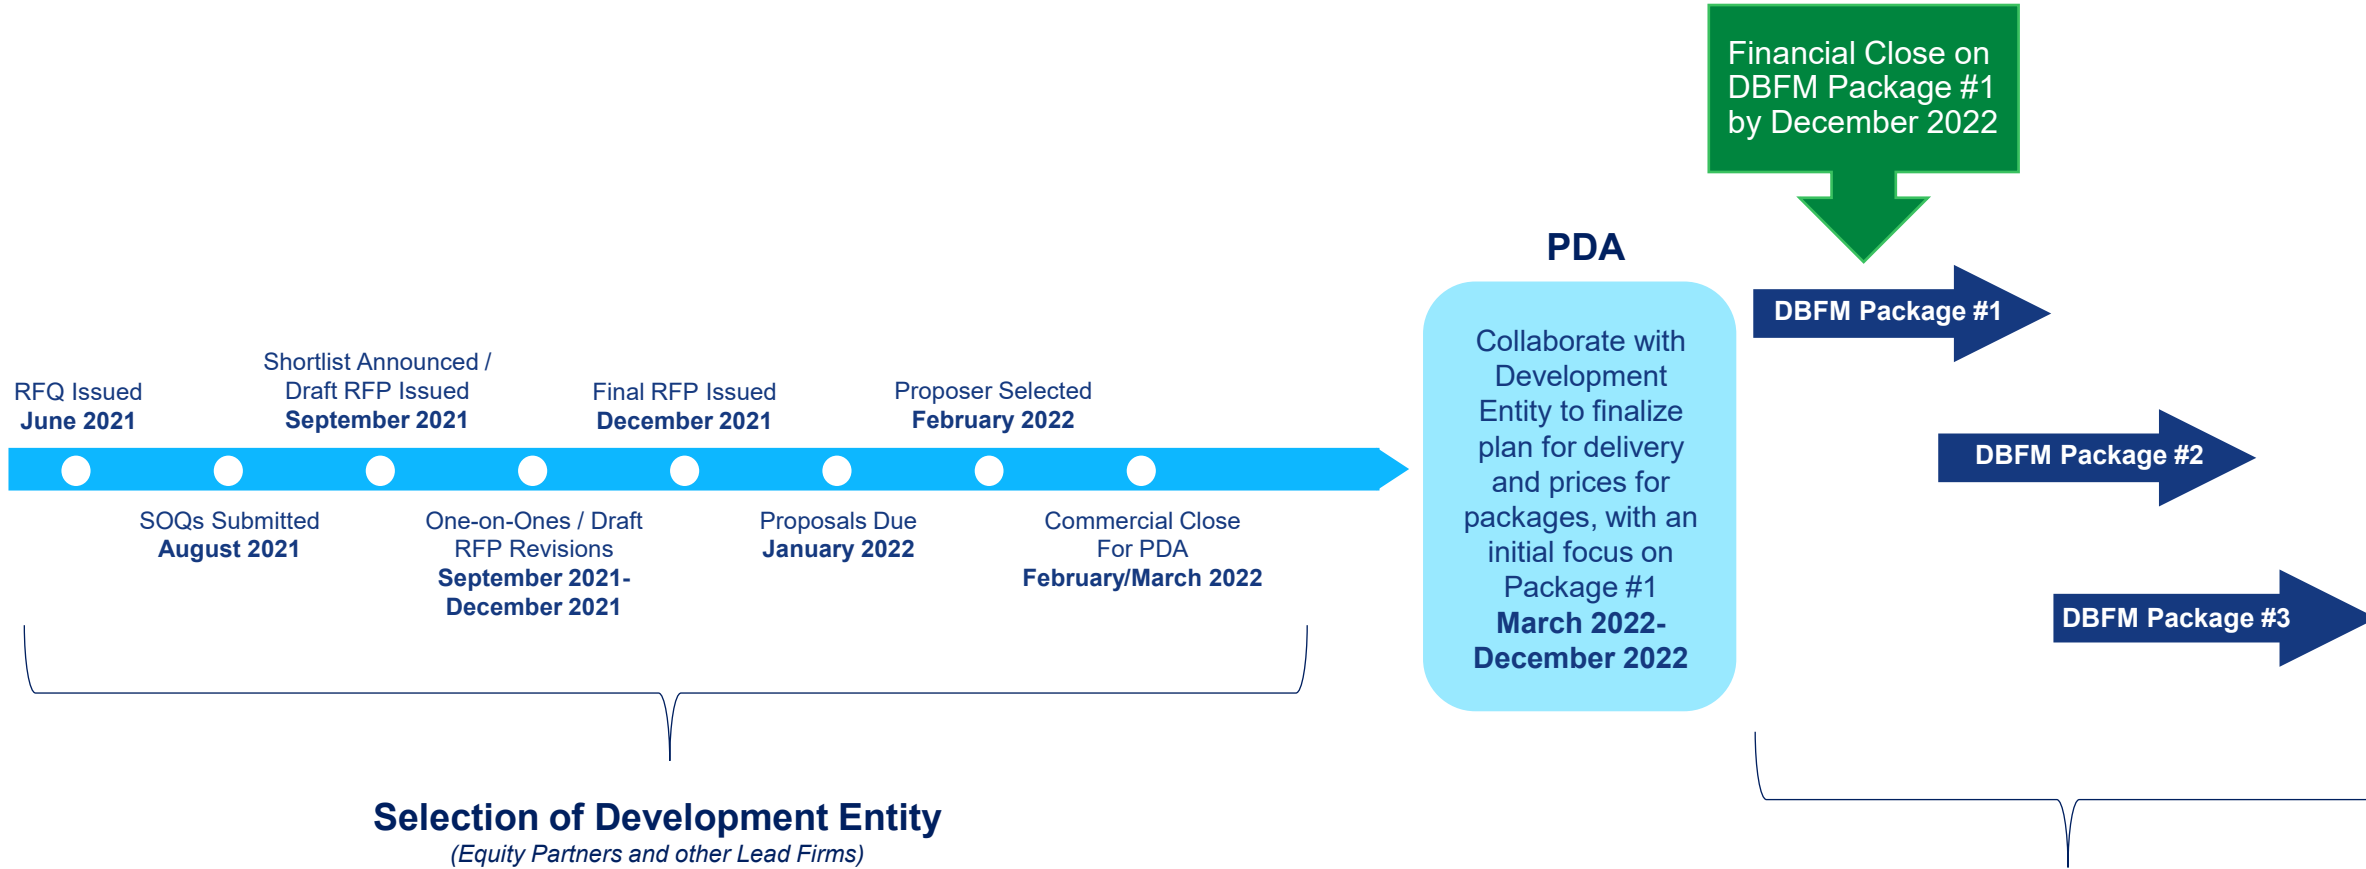 Financial Close on
DBFM Package #1
by December 2022
PDA
Collaborate with
Development
Entity to finalize
plan for delivery
and prices for
packages, with an
initial focus on
Package #1
March 2022-
December 2022
DBFM Package #1
DBFM Package #2
DBFM Package #3
RFQ Issued
June 2021
Shortlist Announced /
Draft RFP Issued
September 2021
Final RFP Issued
December 2021
Proposer Selected
February 2022
SOQs Submitted
August 2021
One-on-Ones / Draft
RFP Revisions
September 2021-
December 2021
Proposals Due
January 2022
Commercial Close
For PDA
February/March 2022
Selection of Development Entity
(Equity Partners and other Lead Firms)